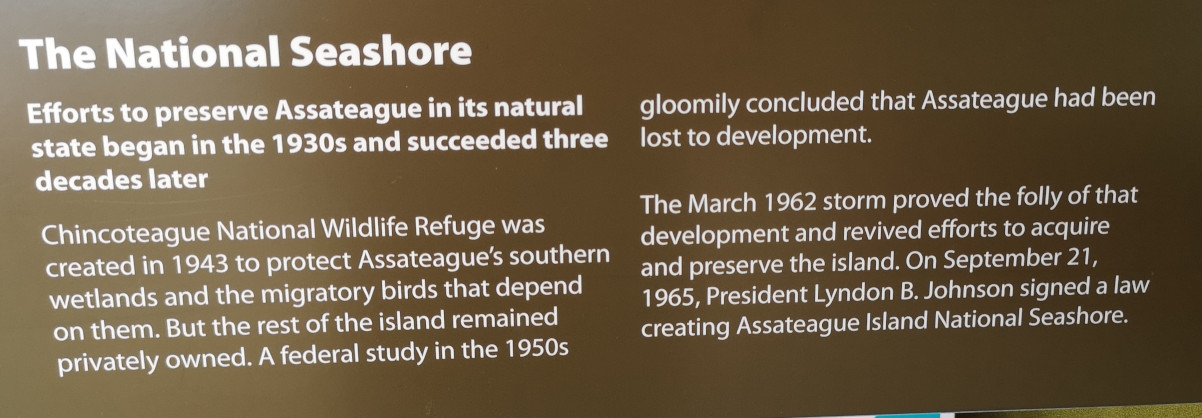 The National Seashore
Efforts to preserve Assateague in its natural
state began in the 1930s and succeeded three
decades later
Chincoteague National Wildlife Refuge was
created in 1943 to protect Assateague's southern
wetlands and the migratory birds that depend
on them. But the rest of the island remained
privately owned. A federal study in the 1950s
gloomily concluded that Assateague had been
lost to development.
The March 1962 storm proved the folly of that
development and revived efforts to acquire
and preserve the island. On September 21,
1965, President Lyndon B. Johnson signed a law
creating Assateague Island National Seashore.